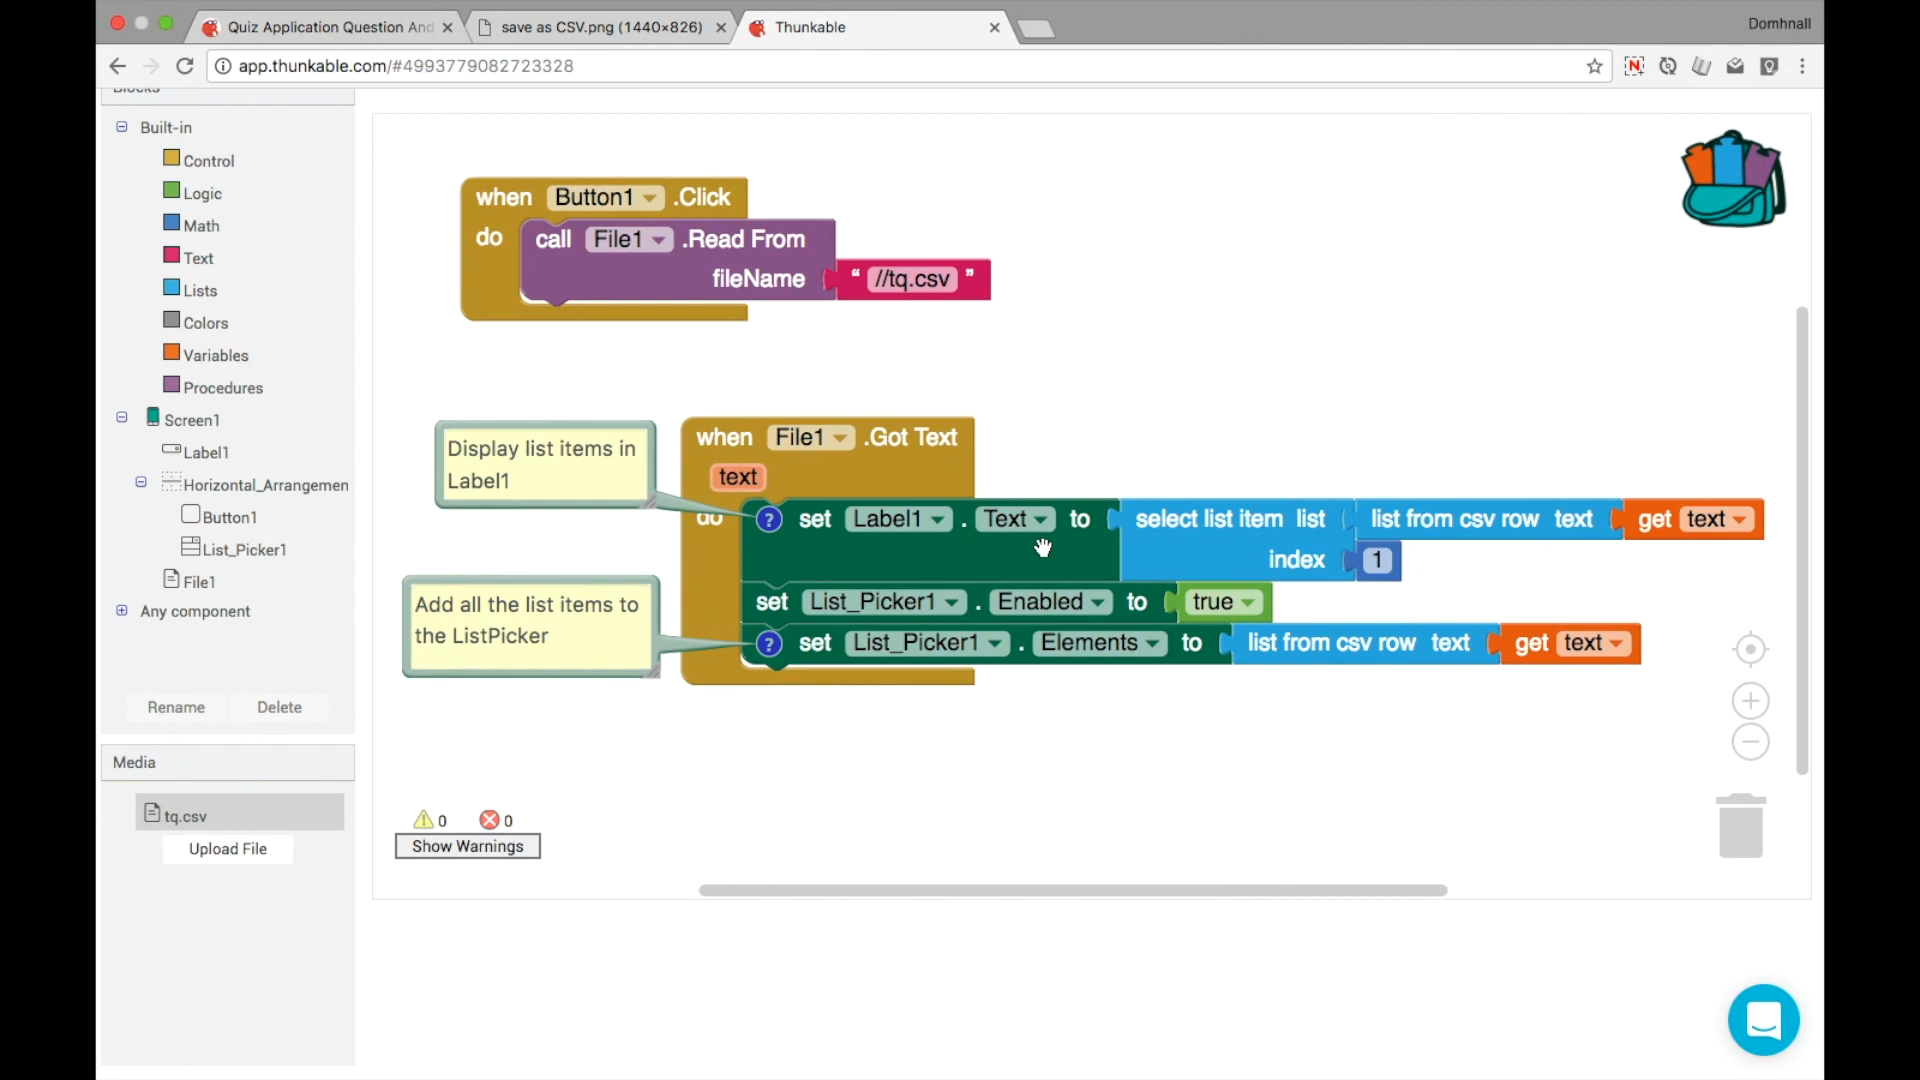 Quiz Application Question And
save as CSV.png (1440×826)
Thunkable
Domhnall
app.thunkable.com/#4993779082723328
Blocks
Built-in
Control
Logic
Math
Text
Lists
Colors
Variables
Procedures
Screen1
Label1
Horizontal_Arrangemen
Button1
List_Picker1
File1
Any component
Rename Delete
Media
tq.csv
Upload File
when Button1 .Click
do call File1 .Read From
fileName “ //tq.csv ”
Display list items in
Label1
when File1 .Got Text
text
do ? set Label1 . Text to select list item list list from csv row text get text
index 1
set List_Picker1 . Enabled to true
Add all the list items to
the ListPicker
? set List_Picker1 . Elements to list from csv row text get text
0 0
Show Warnings